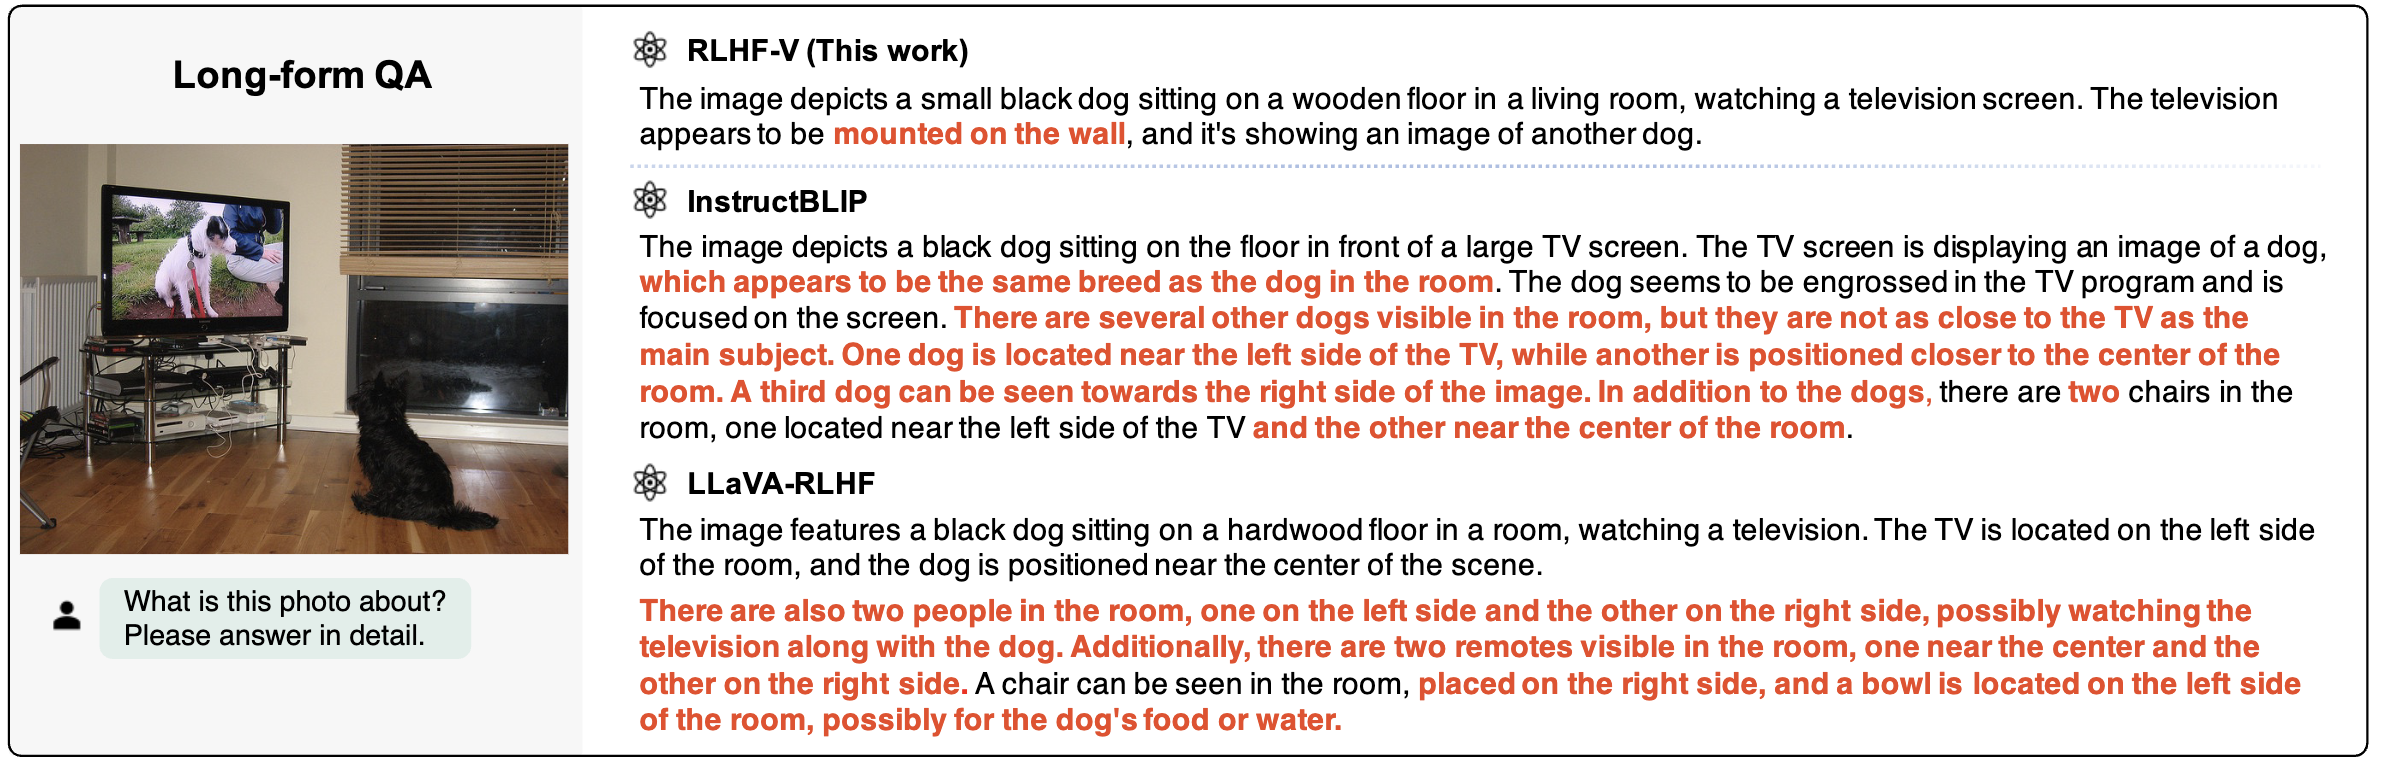 Long-form QA
What is this photo about?
Please answer in detail.
RLHF-V (This work)
The image depicts a small black dog sitting on a wooden floor in a living room, watching a television screen. The television
appears to be mounted on the wall, and it's showing an image of another dog.
InstructBLIP
The image depicts a black dog sitting on the floor in front of a large TV screen. The TV screen is displaying an image of a dog,
which appears to be the same breed as the dog in the room. The dog seems to be engrossed in the TV program and is
focused on the screen. There are several other dogs visible in the room, but they are not as close to the TV as the
main subject. One dog is located near the left side of the TV, while another is positioned closer to the center of the
room. A third dog can be seen towards the right side of the image. In addition to the dogs, there are two chairs in the
room, one located near the left side of the TV and the other near the center of the room.
LLaVA-RLHF
The image features a black dog sitting on a hardwood floor in a room, watching a television. The TV is located on the left side
of the room, and the dog is positioned near the center of the scene.
There are also two people in the room, one on the left side and the other on the right side, possibly watching the
television along with the dog. Additionally, there are two remotes visible in the room, one near the center and the
other on the right side. A chair can be seen in the room, placed on the right side, and a bowl is located on the left side
of the room, possibly for the dog's food or water.